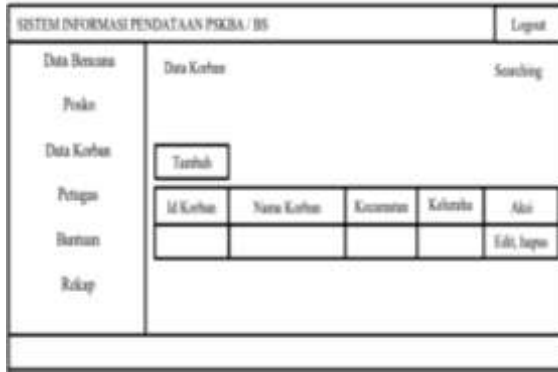 SISTEM INFORMASI PENDATAAN PSKBA / BS
Logout
Data Bencana
Posko
Data Korban
Petugas
Bantuan
Rekap
Data Korban
Searching
Tambah
Id Korban Nama Korban Kecamatan Kelurahan Aksi
Edit, hapus